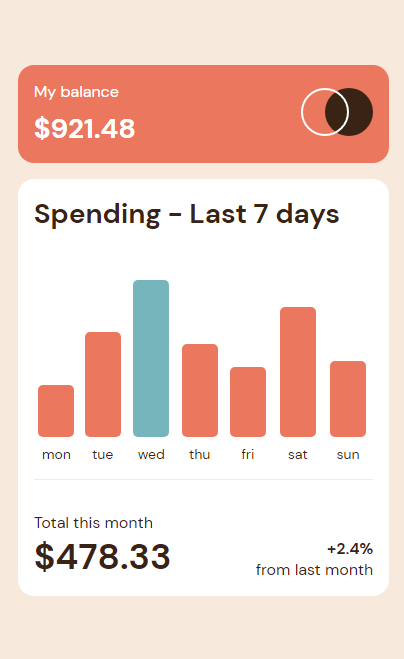 My balance
$921.48
Spending - Last 7 days
mon tue wed thu fri sat sun
Total this month
$478.33
+2.4%
from last month